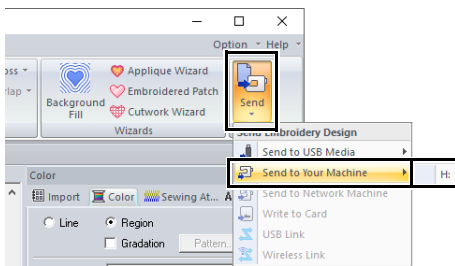 Option Help
oss Applique Wizard
rlap Embroidered Patch
Background Fill Cutwork Wizard Send
Wizards
Send Embroidery Design
Send to USB Media
Color Send to Your Machine H:
Import Color Sewing At... A Send to Network Machine
Line Region Write to Card
Gradation Pattern... USB Link
Wireless Link